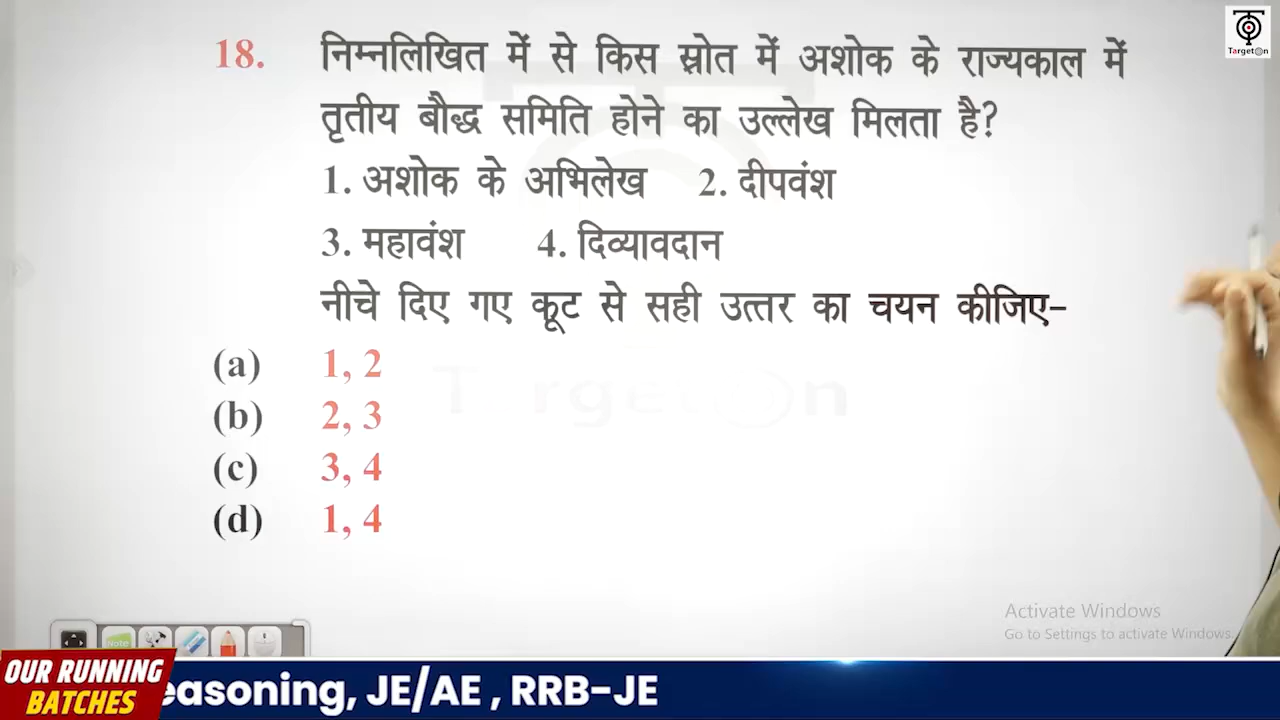 18. निम्नलिखित में से किस स्रोत में अशोक के राज्यकाल में
तृतीय बौद्ध समिति होने का उल्लेख मिलता है?
1. अशोक के अभिलेख 2. दीपवंश
3. महावंश 4. दिव्यावदान
नीचे दिए गए कूट से सही उत्तर का चयन कीजिए-
(a) 1, 2
(b) 2, 3
(c) 3, 4
(d) 1, 4
TargetOn
Activate Windows
Go to Settings to activate Windows.
Note
OUR RUNNING
BATCHES
easoning, JE/AE , RRB-JE